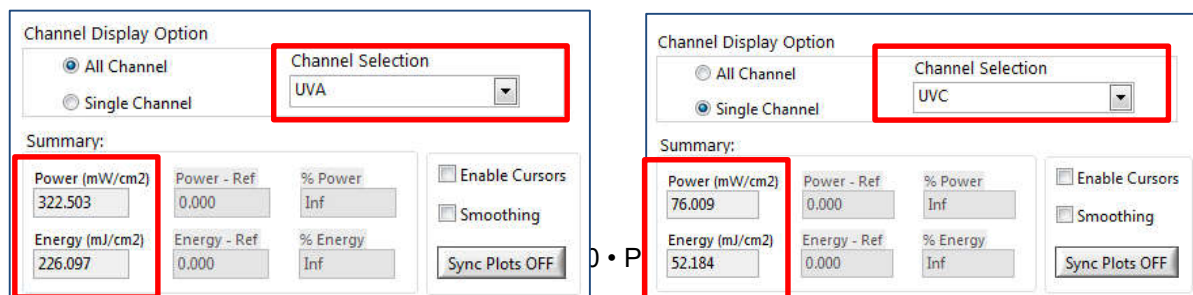 Channel Display Option
All Channel
Single Channel
Channel Selection
UVA
Summary:
Power (mW/cm2)
322.503
Power - Ref
0.000
% Power
Inf
Energy (mJ/cm2)
226.097
Energy - Ref
0.000
% Energy
Inf
Enable Cursors
Smoothing
Sync Plots OFF
• P
Channel Display Option
All Channel
Single Channel
Channel Selection
UVC
Summary:
Power (mW/cm2)
76.009
Power - Ref
0.000
% Power
Inf
Energy (mJ/cm2)
52.184
Energy - Ref
0.000
% Energy
Inf
Enable Cursors
Smoothing
Sync Plots OFF